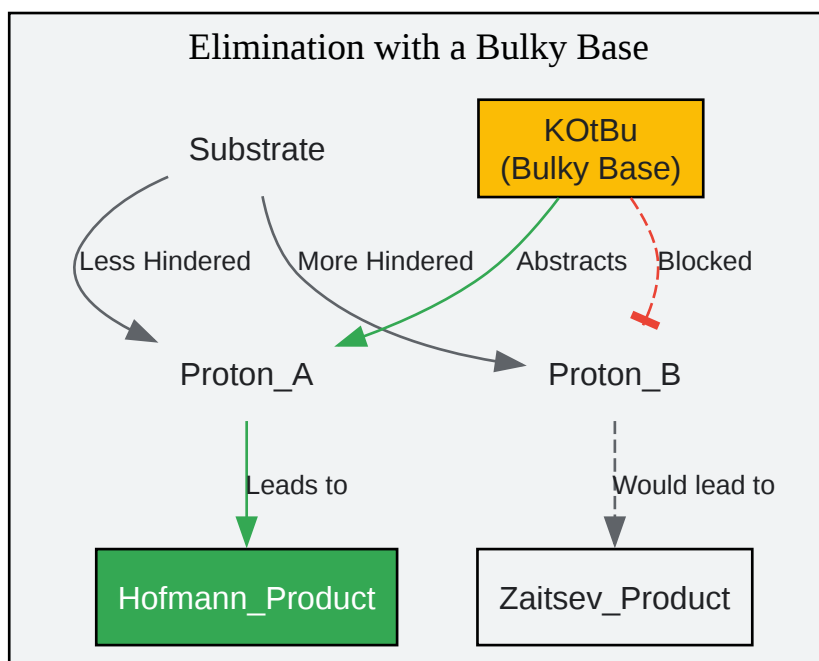 Elimination with a Bulky Base
Substrate
KOtBu
(Bulky Base)
Less Hindered
More Hindered
Abstracts
Blocked
Proton_A
Proton_B
Leads to
Would lead to
Hofmann_Product
Zaitsev_Product